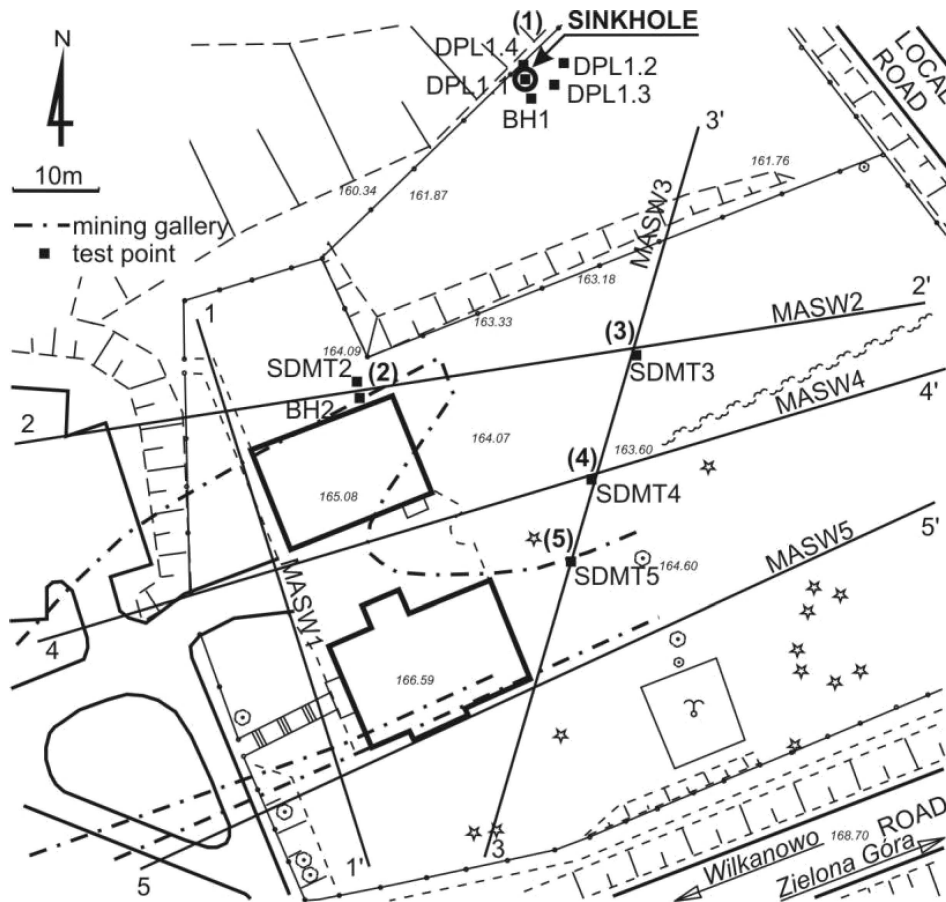 (1)
SINKHOLE
N
DPL1.4
DPL1.2
DPL1.1
DPL1.3
BH1
LOCAL
ROAD
10m
3'
161.76
160.34
161.87
MASW3
mining gallery
test point
163.18
2'
1
163.33
MASW2
164.09
(3)
SDMT2
(2)
SDMT3
MASW4
BH2
4'
2
164.07
163.60
(4)
165.08
SDMT4
5'
(5)
MASW5
SDMT5
164.60
MASW1
4
166.59
3
ROAD
168.70
Wilkanowo
1'
5
Zielona Góra